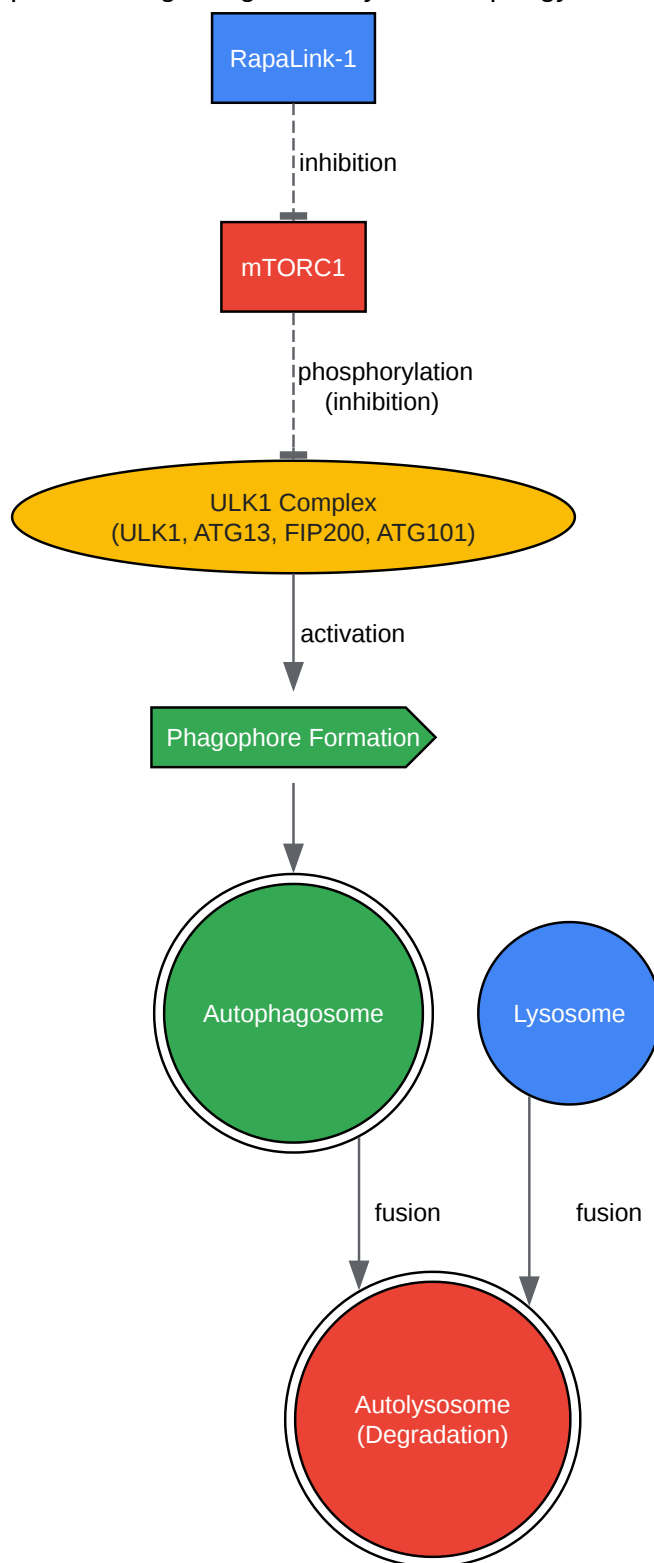 RapaLink-1
inhibition
mTORC1
phosphorylation
(inhibition)
ULK1 Complex
(ULK1, ATG13, FIP200, ATG101)
activation
Phagophore Formation
Autophagosome
Lysosome
fusion
fusion
Autolysosome
(Degradation)